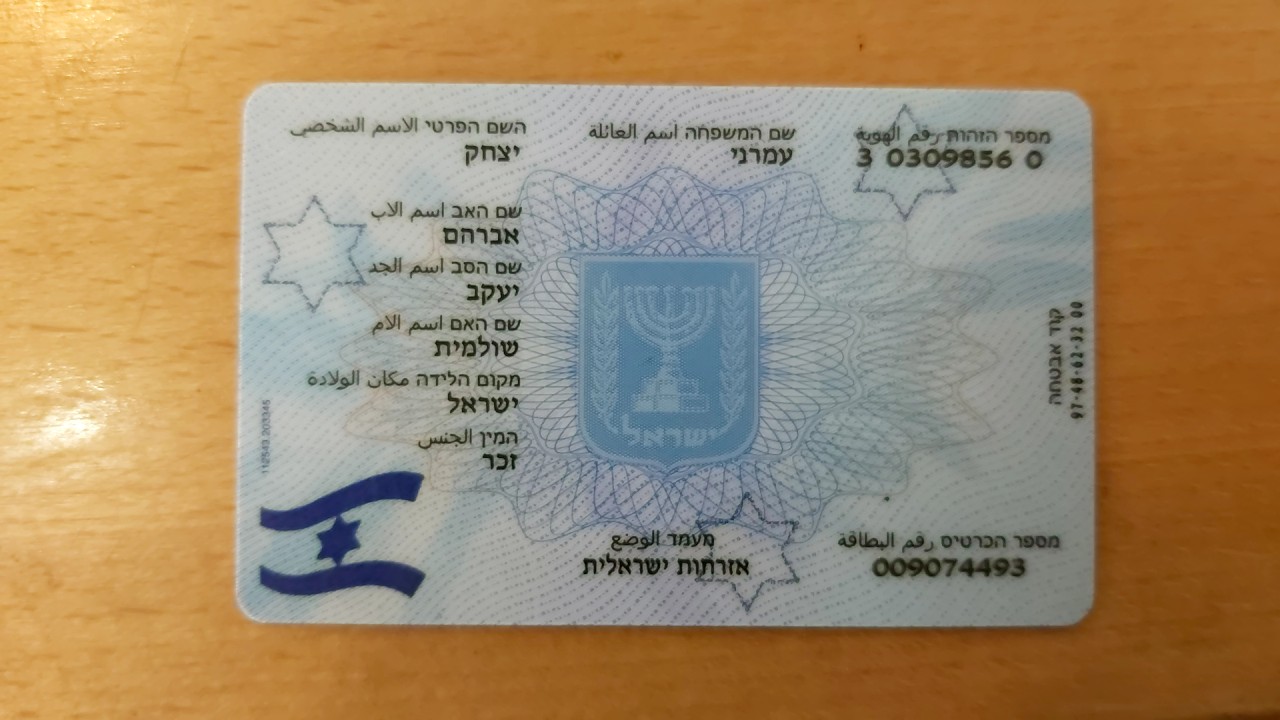 מספר הזהות رقم الهوية
3 0309856 0
שם המשפחה اسم العائلة
עמרני
השם הפרטי الاسم الشخصي
יצחק
שם האב اسم الاب
אברהם
שם הסב اسم الجد
יעקב
שם האם اسم الام
שולמית
מקום הלידה مكان الولادة
ישראל
המין الجنس
זכר
ישראל
קוד אבטחה
97-48-62-32 00
112549 203345
מעמד الوضع
אזרחות ישראלית
מספר הכרטיס رقم البطاقة
009074493